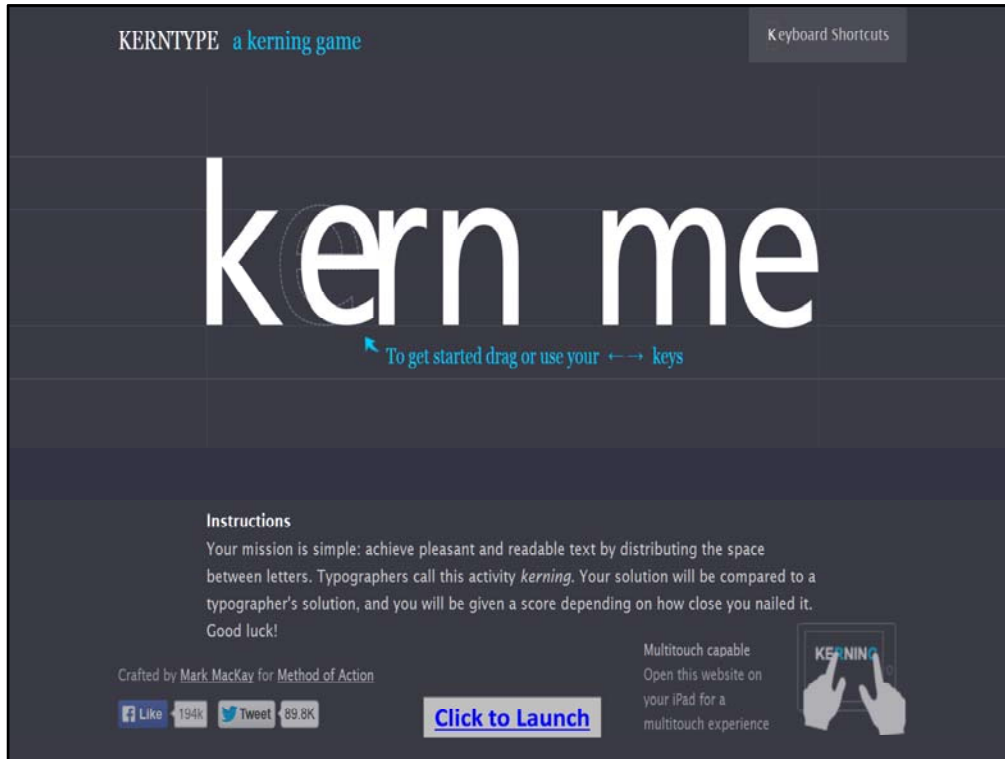 KERNTYPE a kerning game
Keyboard Shortcuts
kern me
To get started drag or use your ←→ keys
Instructions
Your mission is simple: achieve pleasant and readable text by distributing the space
between letters. Typographers call this activity kerning. Your solution will be compared to a
typographer's solution, and you will be given a score depending on how close you nailed it.
Good luck!
Multitouch capable
Open this website on
your iPad for a
multitouch experience
KERNING
Crafted by Mark MacKay for Method of Action
Like 194k Tweet 89.8K
Click to Launch